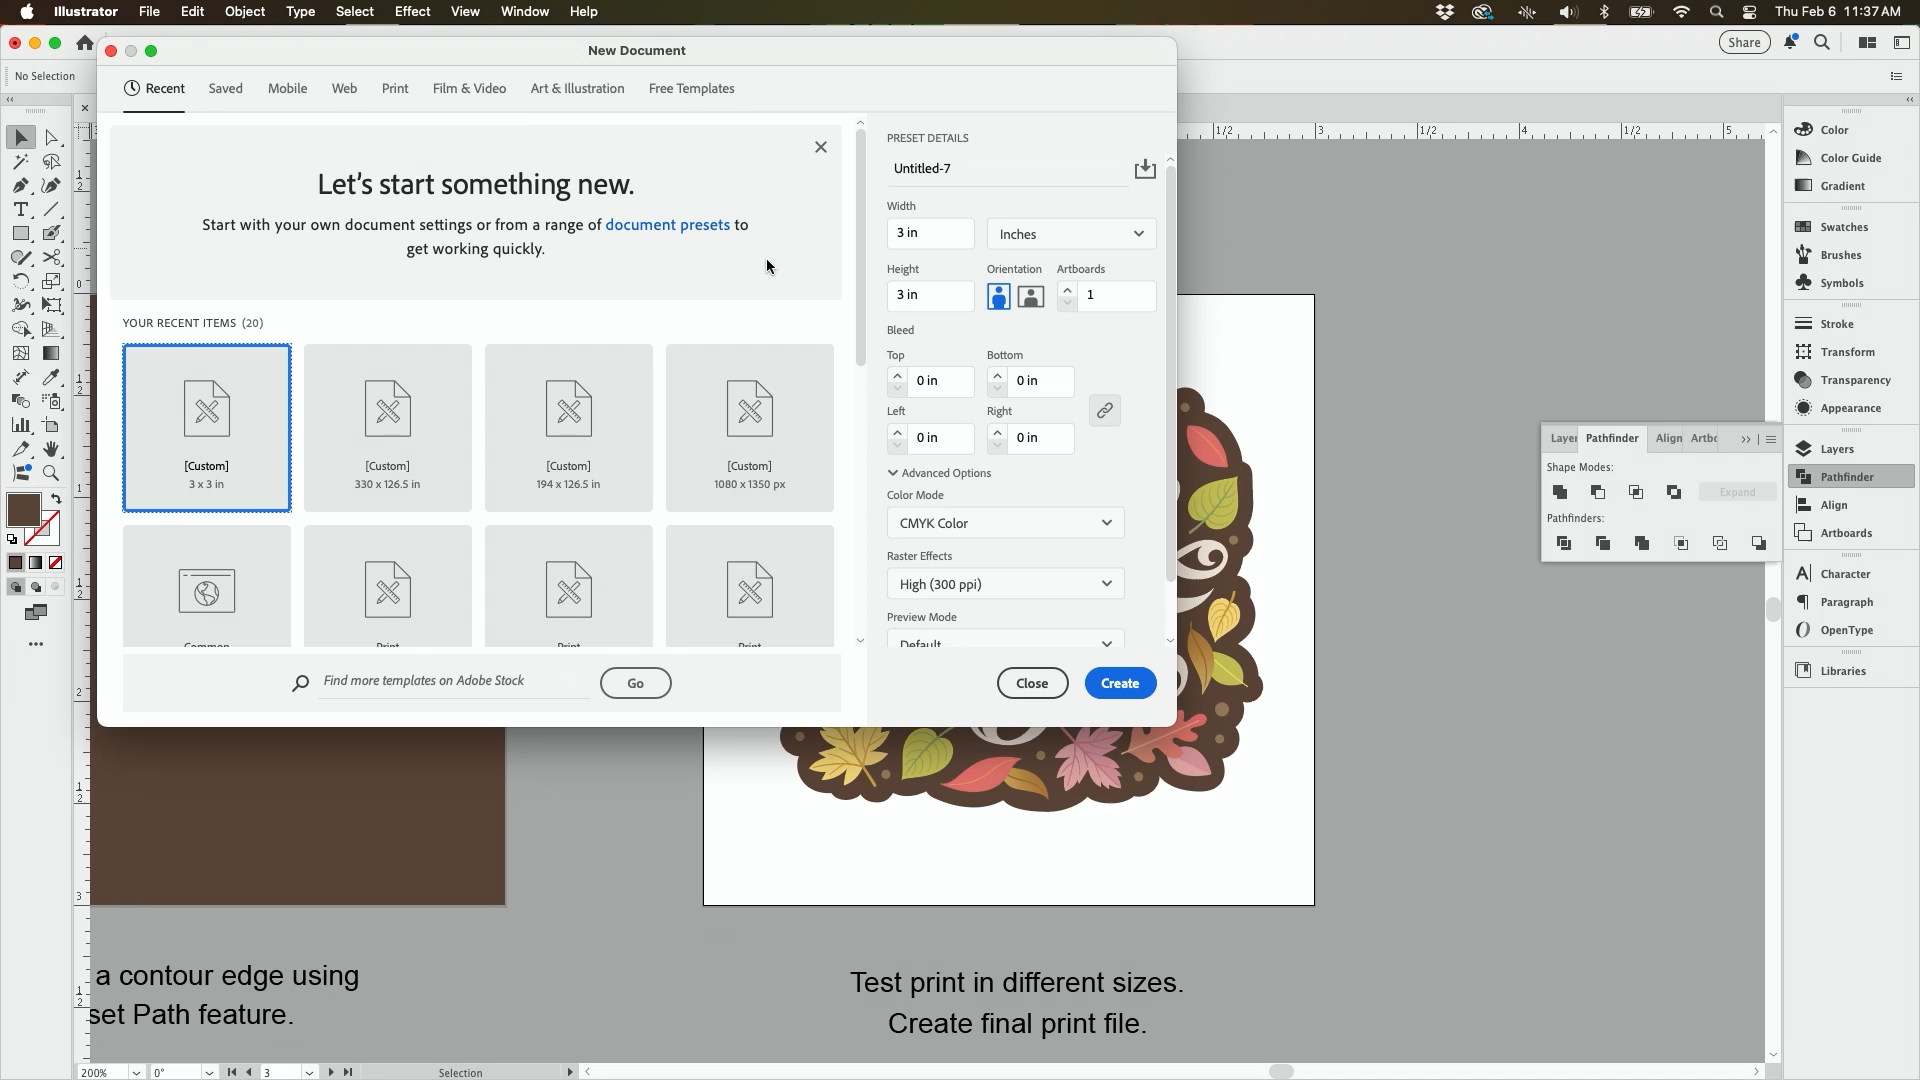 Illustrator File Edit Object Type Select Effect View Window Help
Thu Feb 6 11:37 AM
New Document
Share
No Selection
Recent Saved Mobile Web Print Film & Video Art & Illustration Free Templates
Let's start something new.
Start with your own document settings or from a range of document presets to
get working quickly.
YOUR RECENT ITEMS (20)
[Custom]
3 x 3 in
[Custom]
330 x 126.5 in
[Custom]
194 x 126.5 in
[Custom]
1080 x 1350 px
Common
Print
Print
Print
Find more templates on Adobe Stock
Go
PRESET DETAILS
Untitled-7
Width
3 in
Inches
Height
Orientation
Artboards
3 in
1
Bleed
Top
Bottom
0 in
0 in
Left
Right
0 in
0 in
Advanced Options
Color Mode
CMYK Color
Raster Effects
High (300 ppi)
Preview Mode
Default
Close
Create
1/2 3 1/2 4 1/2 5
Layer Pathfinder Align Artbo
Shape Modes:
Expand
Pathfinders:
Color
Color Guide
Gradient
Swatches
Brushes
Symbols
Stroke
Transform
Transparency
Appearance
Layers
Pathfinder
Align
Artboards
Character
Paragraph
OpenType
Libraries
a contour edge using
set Path feature.
Test print in different sizes.
Create final print file.
200% 0° 3 Selection